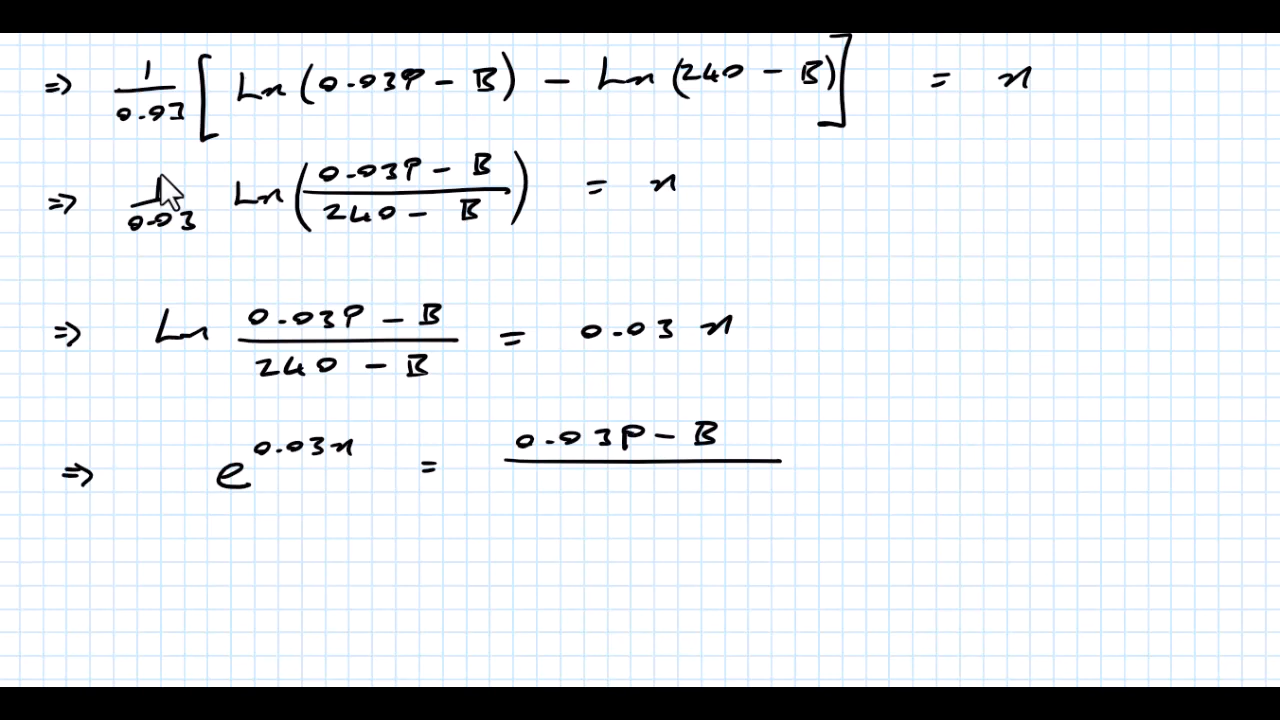 ⇒ 1/0.03 [ Ln (0.03P - B) - Ln (240 - B) ] = x
⇒ 1/0.03 Ln ( (0.03P - B)/(240 - B) ) = x
⇒ Ln (0.03P - B)/(240 - B) = 0.03 x
⇒ e^0.03x = 0.03P - B